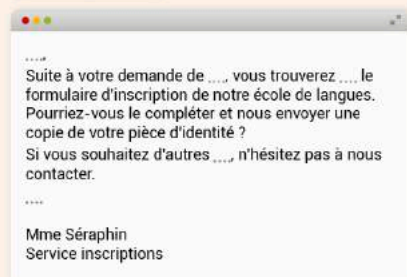 ....,
Suite à votre demande de ...., vous trouverez .... le
formulaire d'inscription de notre école de langues.
Pourriez-vous le compléter et nous envoyer une
copie de votre pièce d'identité ?
Si vous souhaitez d'autres ...., n'hésitez pas à nous
contacter.
....
Mme Séraphin
Service inscriptions